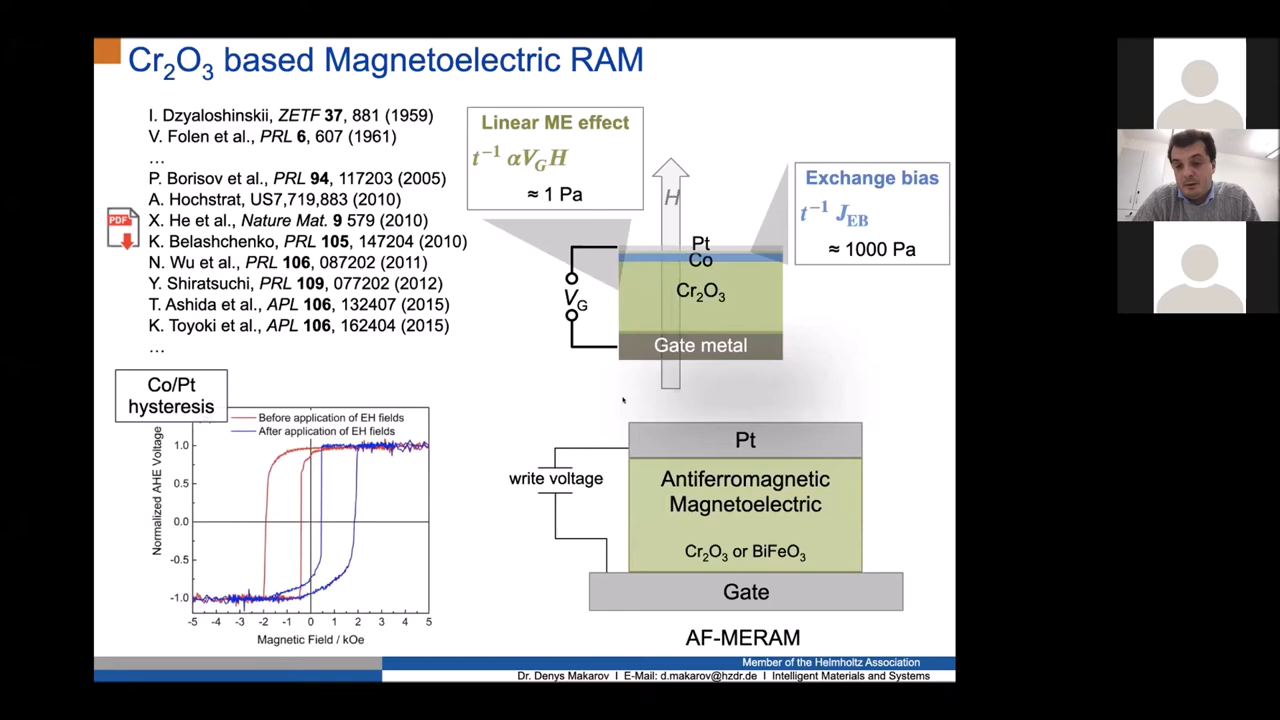 Cr₂O₃ based Magnetoelectric RAM
I. Dzyaloshinskii, ZETF 37, 881 (1959)
V. Folen et al., PRL 6, 607 (1961)
...
P. Borisov et al., PRL 94, 117203 (2005)
A. Hochstrat, US7,719,883 (2010)
X. He et al., Nature Mat. 9 579 (2010)
K. Belashchenko, PRL 105, 147204 (2010)
N. Wu et al., PRL 106, 087202 (2011)
Y. Shiratsuchi, PRL 109, 077202 (2012)
T. Ashida et al., APL 106, 132407 (2015)
K. Toyoki et al., APL 106, 162404 (2015)
...
PDF
Linear ME effect
t⁻¹ αV_GH
≈ 1 Pa
H
Exchange bias
t⁻¹ J_EB
≈ 1000 Pa
Pt
Co
Cr₂O₃
Gate metal
V_G
Co/Pt
hysteresis
Before application of EH fields
After application of EH fields
Normalized AHE Voltage
1.0
0.5
0.0
-0.5
-1.0
-5 -4 -3 -2 -1 0 1 2 3 4 5
Magnetic Field / kOe
write voltage
Pt
Antiferromagnetic
Magnetoelectric
Cr₂O₃ or BiFeO₃
Gate
AF-MERAM
Member of the Helmholtz Association
Dr. Denys Makarov I E-Mail: d.makarov@hzdr.de I Intelligent Materials and Systems